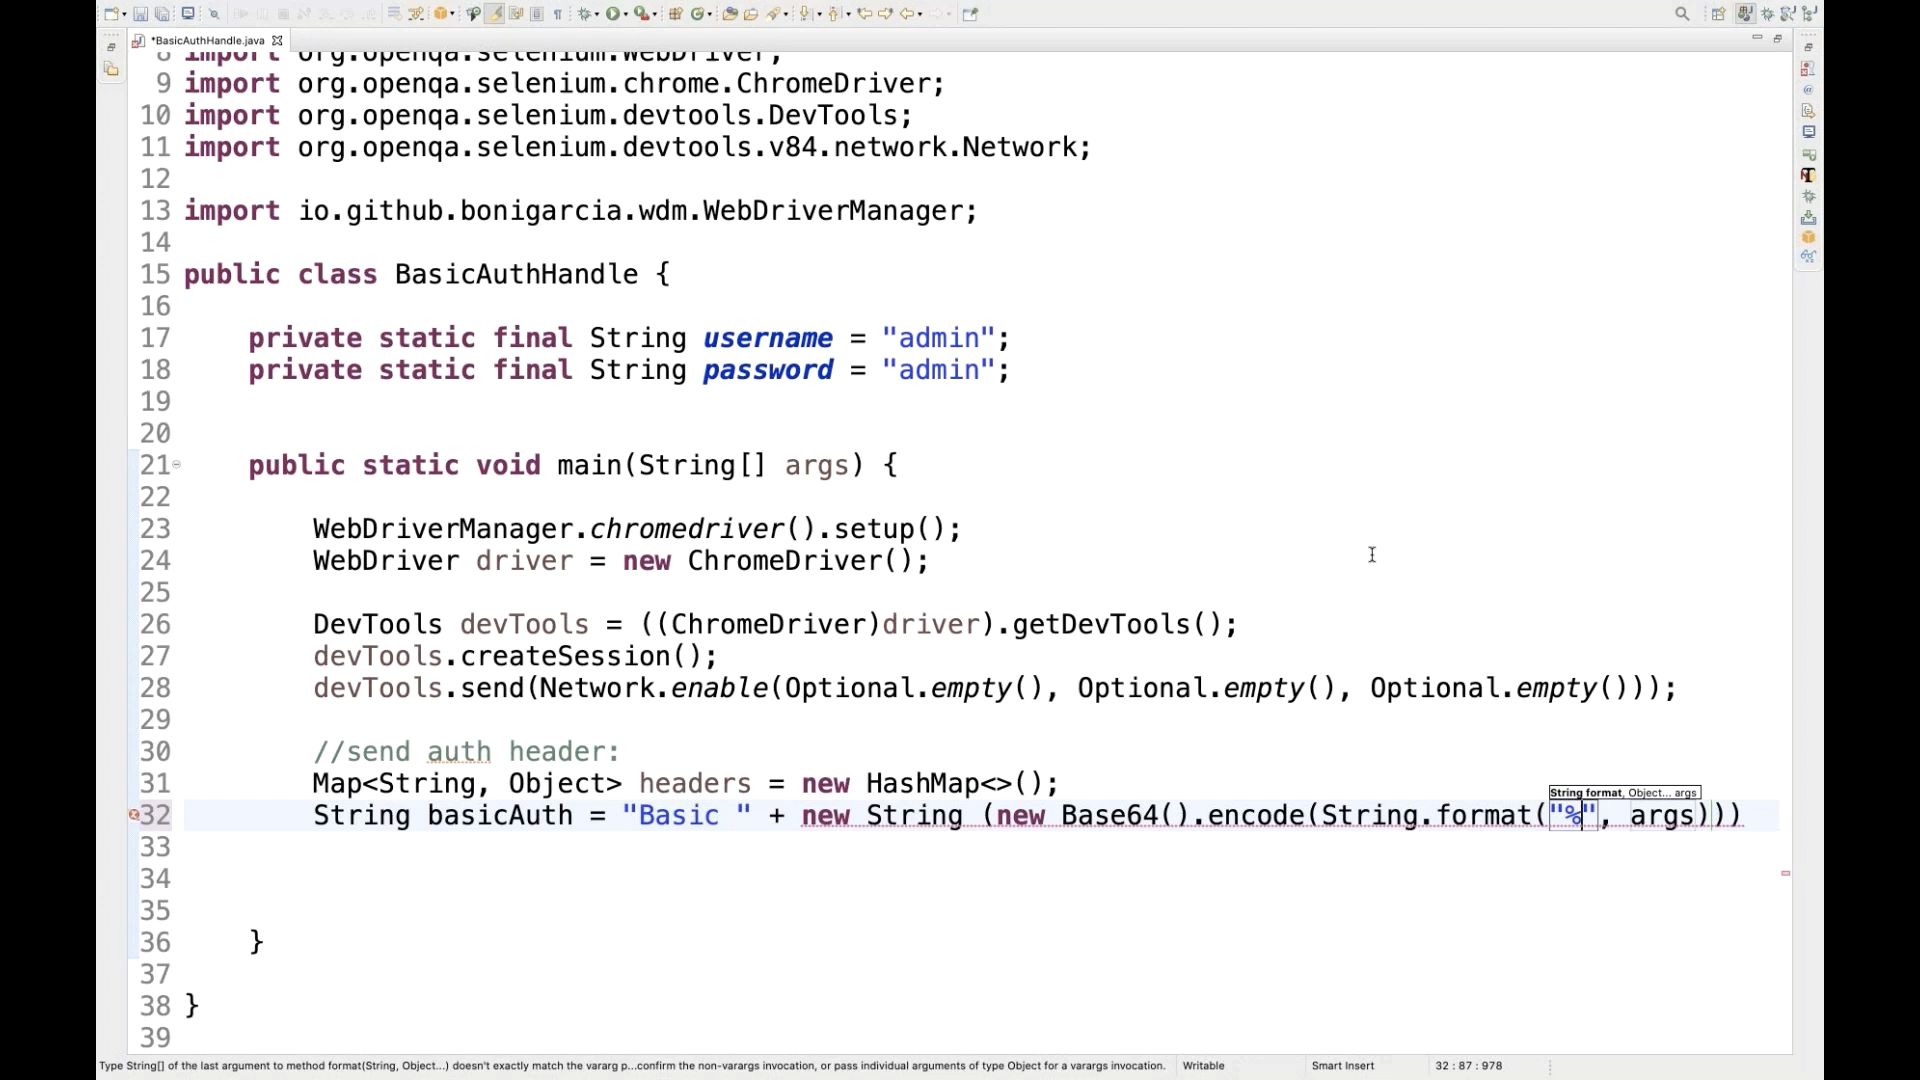 *BasicAuthHandle.java
8 import org.openqa.selenium.WebDriver;
9 import org.openqa.selenium.chrome.ChromeDriver;
10 import org.openqa.selenium.devtools.DevTools;
11 import org.openqa.selenium.devtools.v84.network.Network;
12
13 import io.github.bonigarcia.wdm.WebDriverManager;
14
15 public class BasicAuthHandle {
16
17 private static final String username = "admin";
18 private static final String password = "admin";
19
20
21 public static void main(String[] args) {
22
23 WebDriverManager.chromedriver().setup();
24 WebDriver driver = new ChromeDriver();
25
26 DevTools devTools = ((ChromeDriver)driver).getDevTools();
27 devTools.createSession();
28 devTools.send(Network.enable(Optional.empty(), Optional.empty(), Optional.empty()));
29
30 //send auth header:
31 Map<String, Object> headers = new HashMap<>();
String format, Object... args
32 String basicAuth = "Basic " + new String (new Base64().encode(String.format("%", args)))
33
34
35
36 }
37
38 }
39
Type String[] of the last argument to method format(String, Object...) doesn't exactly match the vararg p...confirm the non-varargs invocation, or pass individual arguments of type Object for a varargs invocation. Writable Smart Insert 32 : 87 : 978